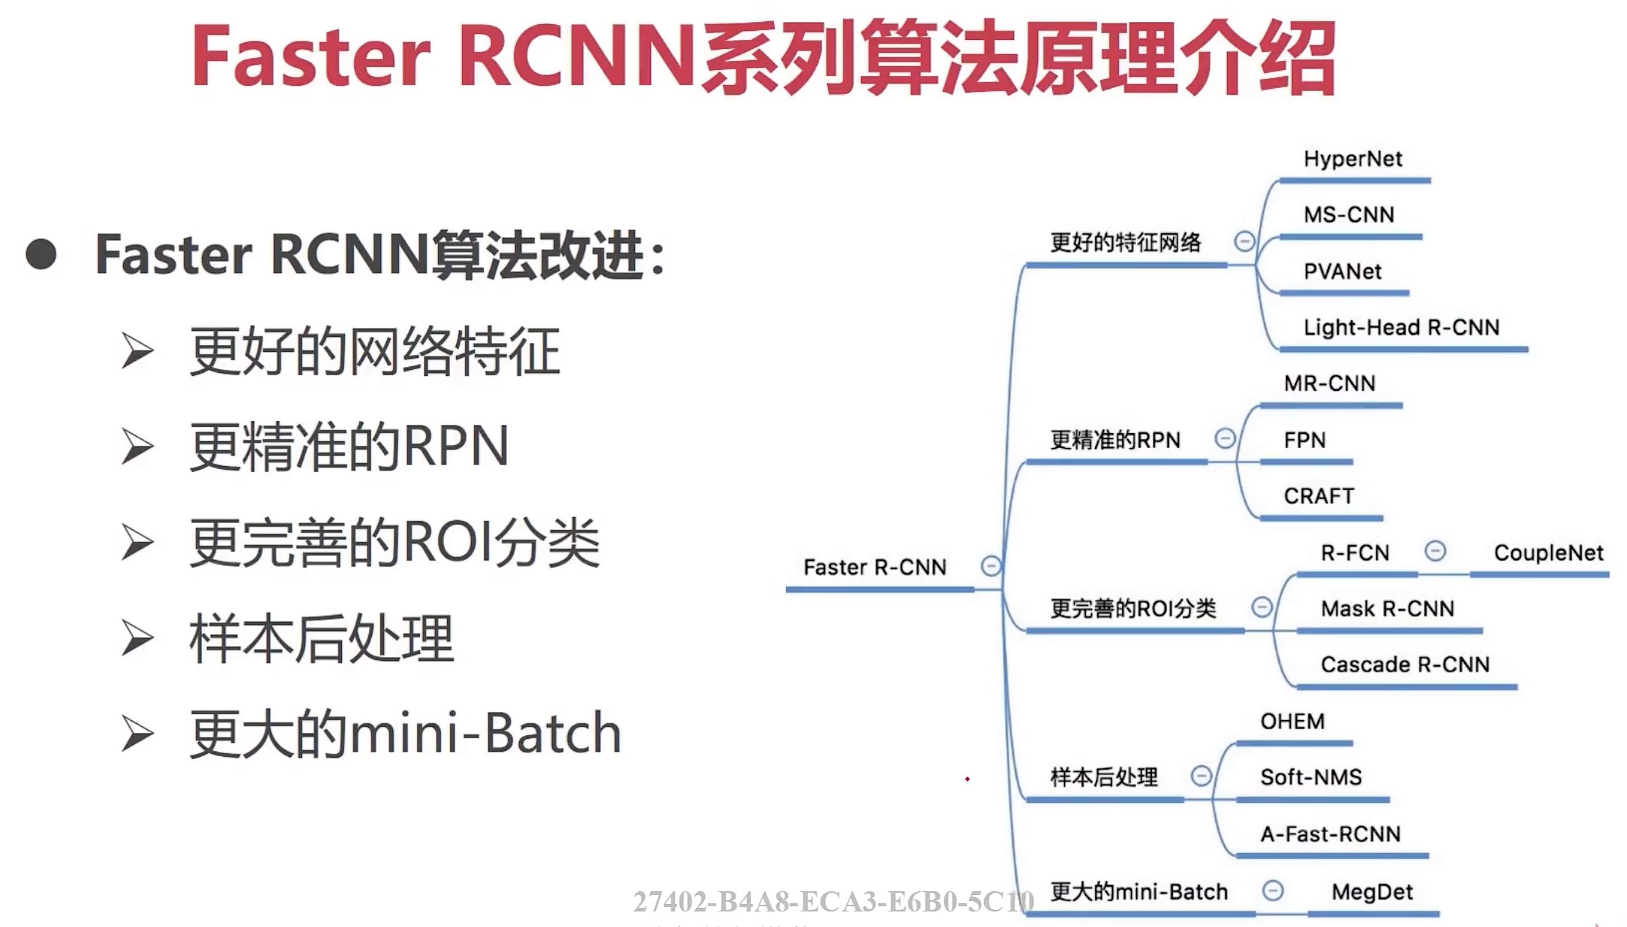 Faster RCNN系列算法原理介绍
Faster RCNN算法改进：
更好的网络特征
更精准的RPN
更完善的ROI分类
样本后处理
更大的mini-Batch
Faster R-CNN
更好的特征网络
HyperNet
MS-CNN
PVANet
Light-Head R-CNN
更精准的RPN
MR-CNN
FPN
CRAFT
更完善的ROI分类
R-FCN
CoupleNet
Mask R-CNN
Cascade R-CNN
样本后处理
OHEM
Soft-NMS
A-Fast-RCNN
更大的mini-Batch
MegDet
27402-B4A8-ECA3-E6B0-5C10